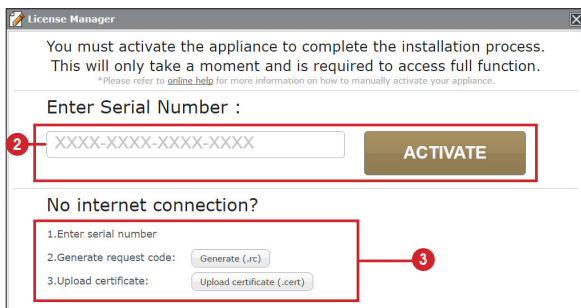 License Manager
You must activate the appliance to complete the installation process.
This will only take a moment and is required to access full function.
*Please refer to online help for more information on how to manually activate your appliance.
Enter Serial Number :
2
XXXX-XXXX-XXXX-XXXX
ACTIVATE
No internet connection?
1.Enter serial number
2.Generate request code: Generate (.rc)
3
3.Upload certificate: Upload certificate (.cert)